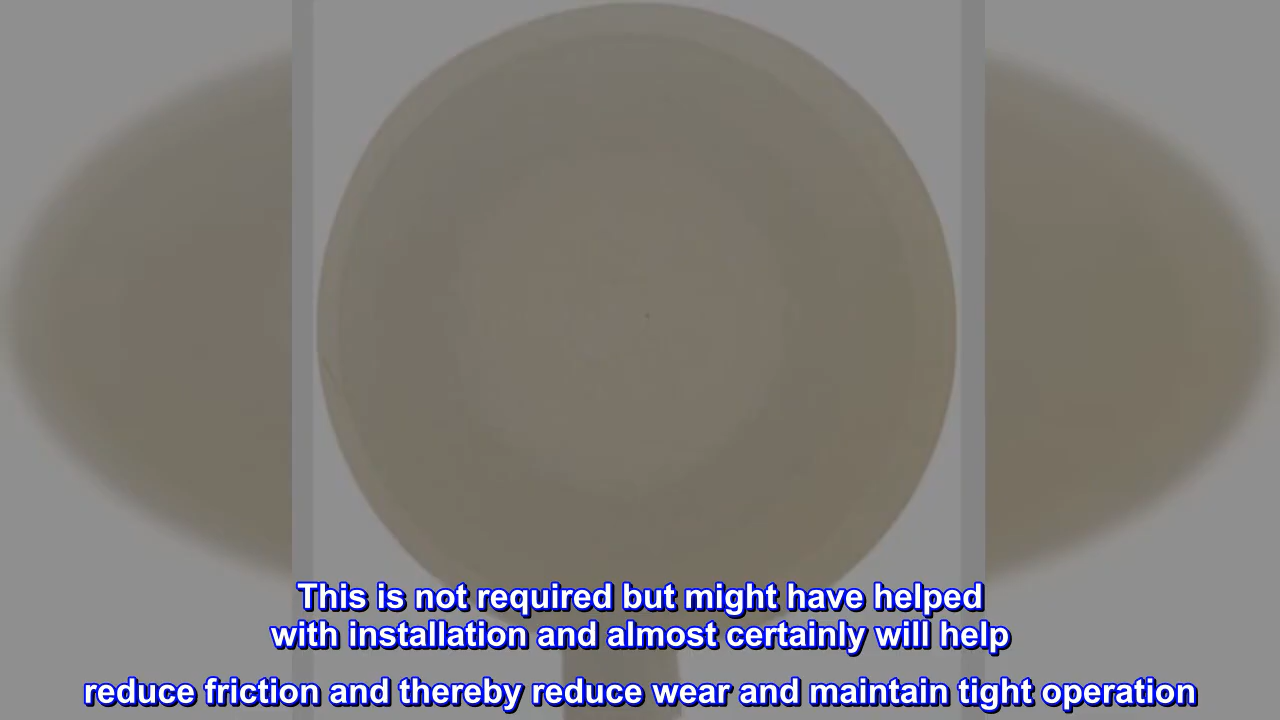 This is not required but might have helped
with installation and almost certainly will help
reduce friction and thereby reduce wear and maintain tight operation